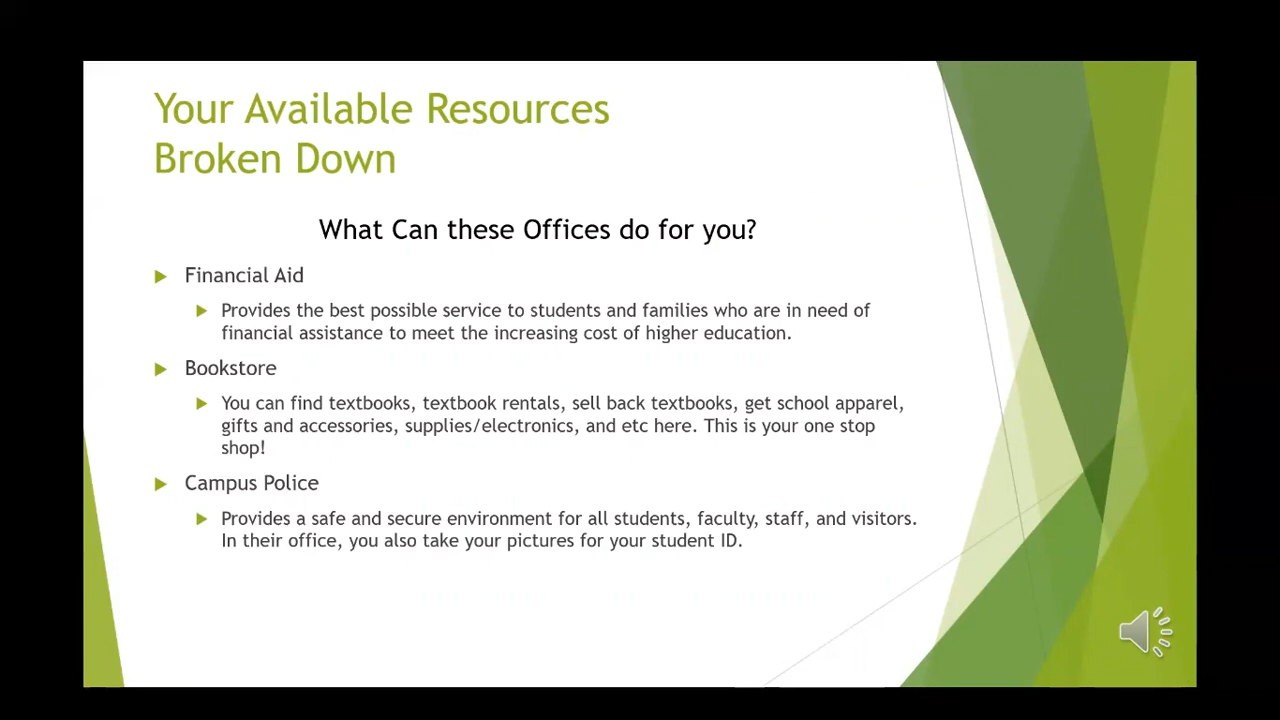 Your Available Resources
Broken Down
What Can these Offices do for you?
Financial Aid
Provides the best possible service to students and families who are in need of
financial assistance to meet the increasing cost of higher education.
Bookstore
You can find textbooks, textbook rentals, sell back textbooks, get school apparel,
gifts and accessories, supplies/electronics, and etc here. This is your one stop
shop!
Campus Police
Provides a safe and secure environment for all students, faculty, staff, and visitors.
In their office, you also take your pictures for your student ID.